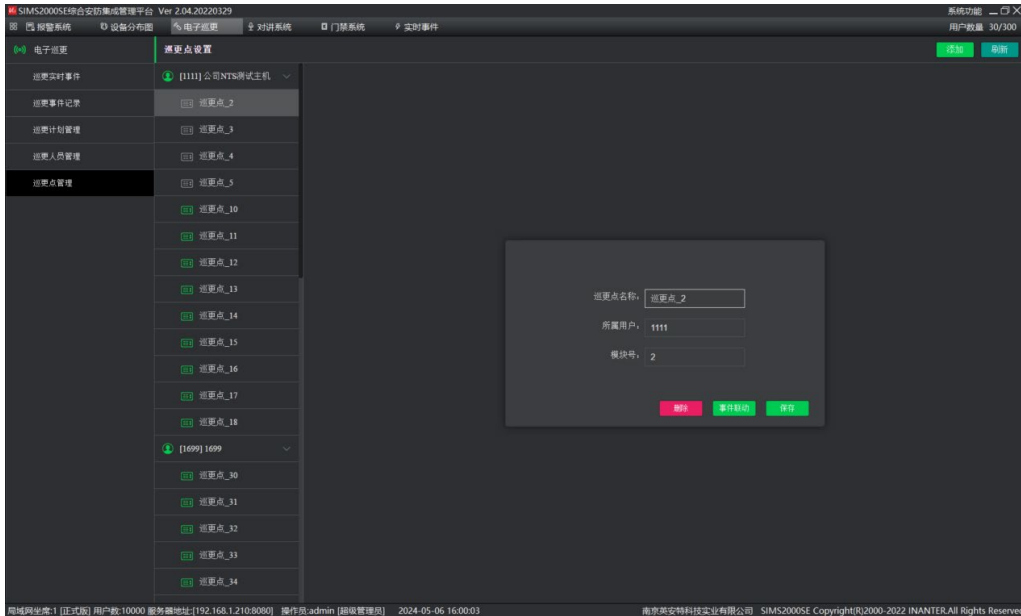 SIMS2000SE综合安防集成管理平台 Ver 2.04.20220329 系统功能
报警系统 设备分布图 电子巡更 对讲系统 门禁系统 实时事件 用户数量 30/300
电子巡更 巡更点设置 添加 刷新
巡更实时事件
巡更事件记录
巡更计划管理
巡更人员管理
巡更点管理
[1111] 公司NTS测试主机
巡更点_2
巡更点_3
巡更点_4
巡更点_5
巡更点_10
巡更点_11
巡更点_12
巡更点_13
巡更点_14
巡更点_15
巡更点_16
巡更点_17
巡更点_18
[1699] 1699
巡更点_30
巡更点_31
巡更点_32
巡更点_33
巡更点_34
巡更点名称: 巡更点_2
所属用户: 1111
模块号: 2
删除 事件联动 保存
局域网坐席:1 [正式版] 用户数:10000 服务器地址:[192.168.1.210:8080] 操作员:admin [超级管理员] 2024-05-06 16:00:03 南京英安特科技实业有限公司 SIMS2000SE Copyright(R)2000-2022 INANTER.All Rights Reserved